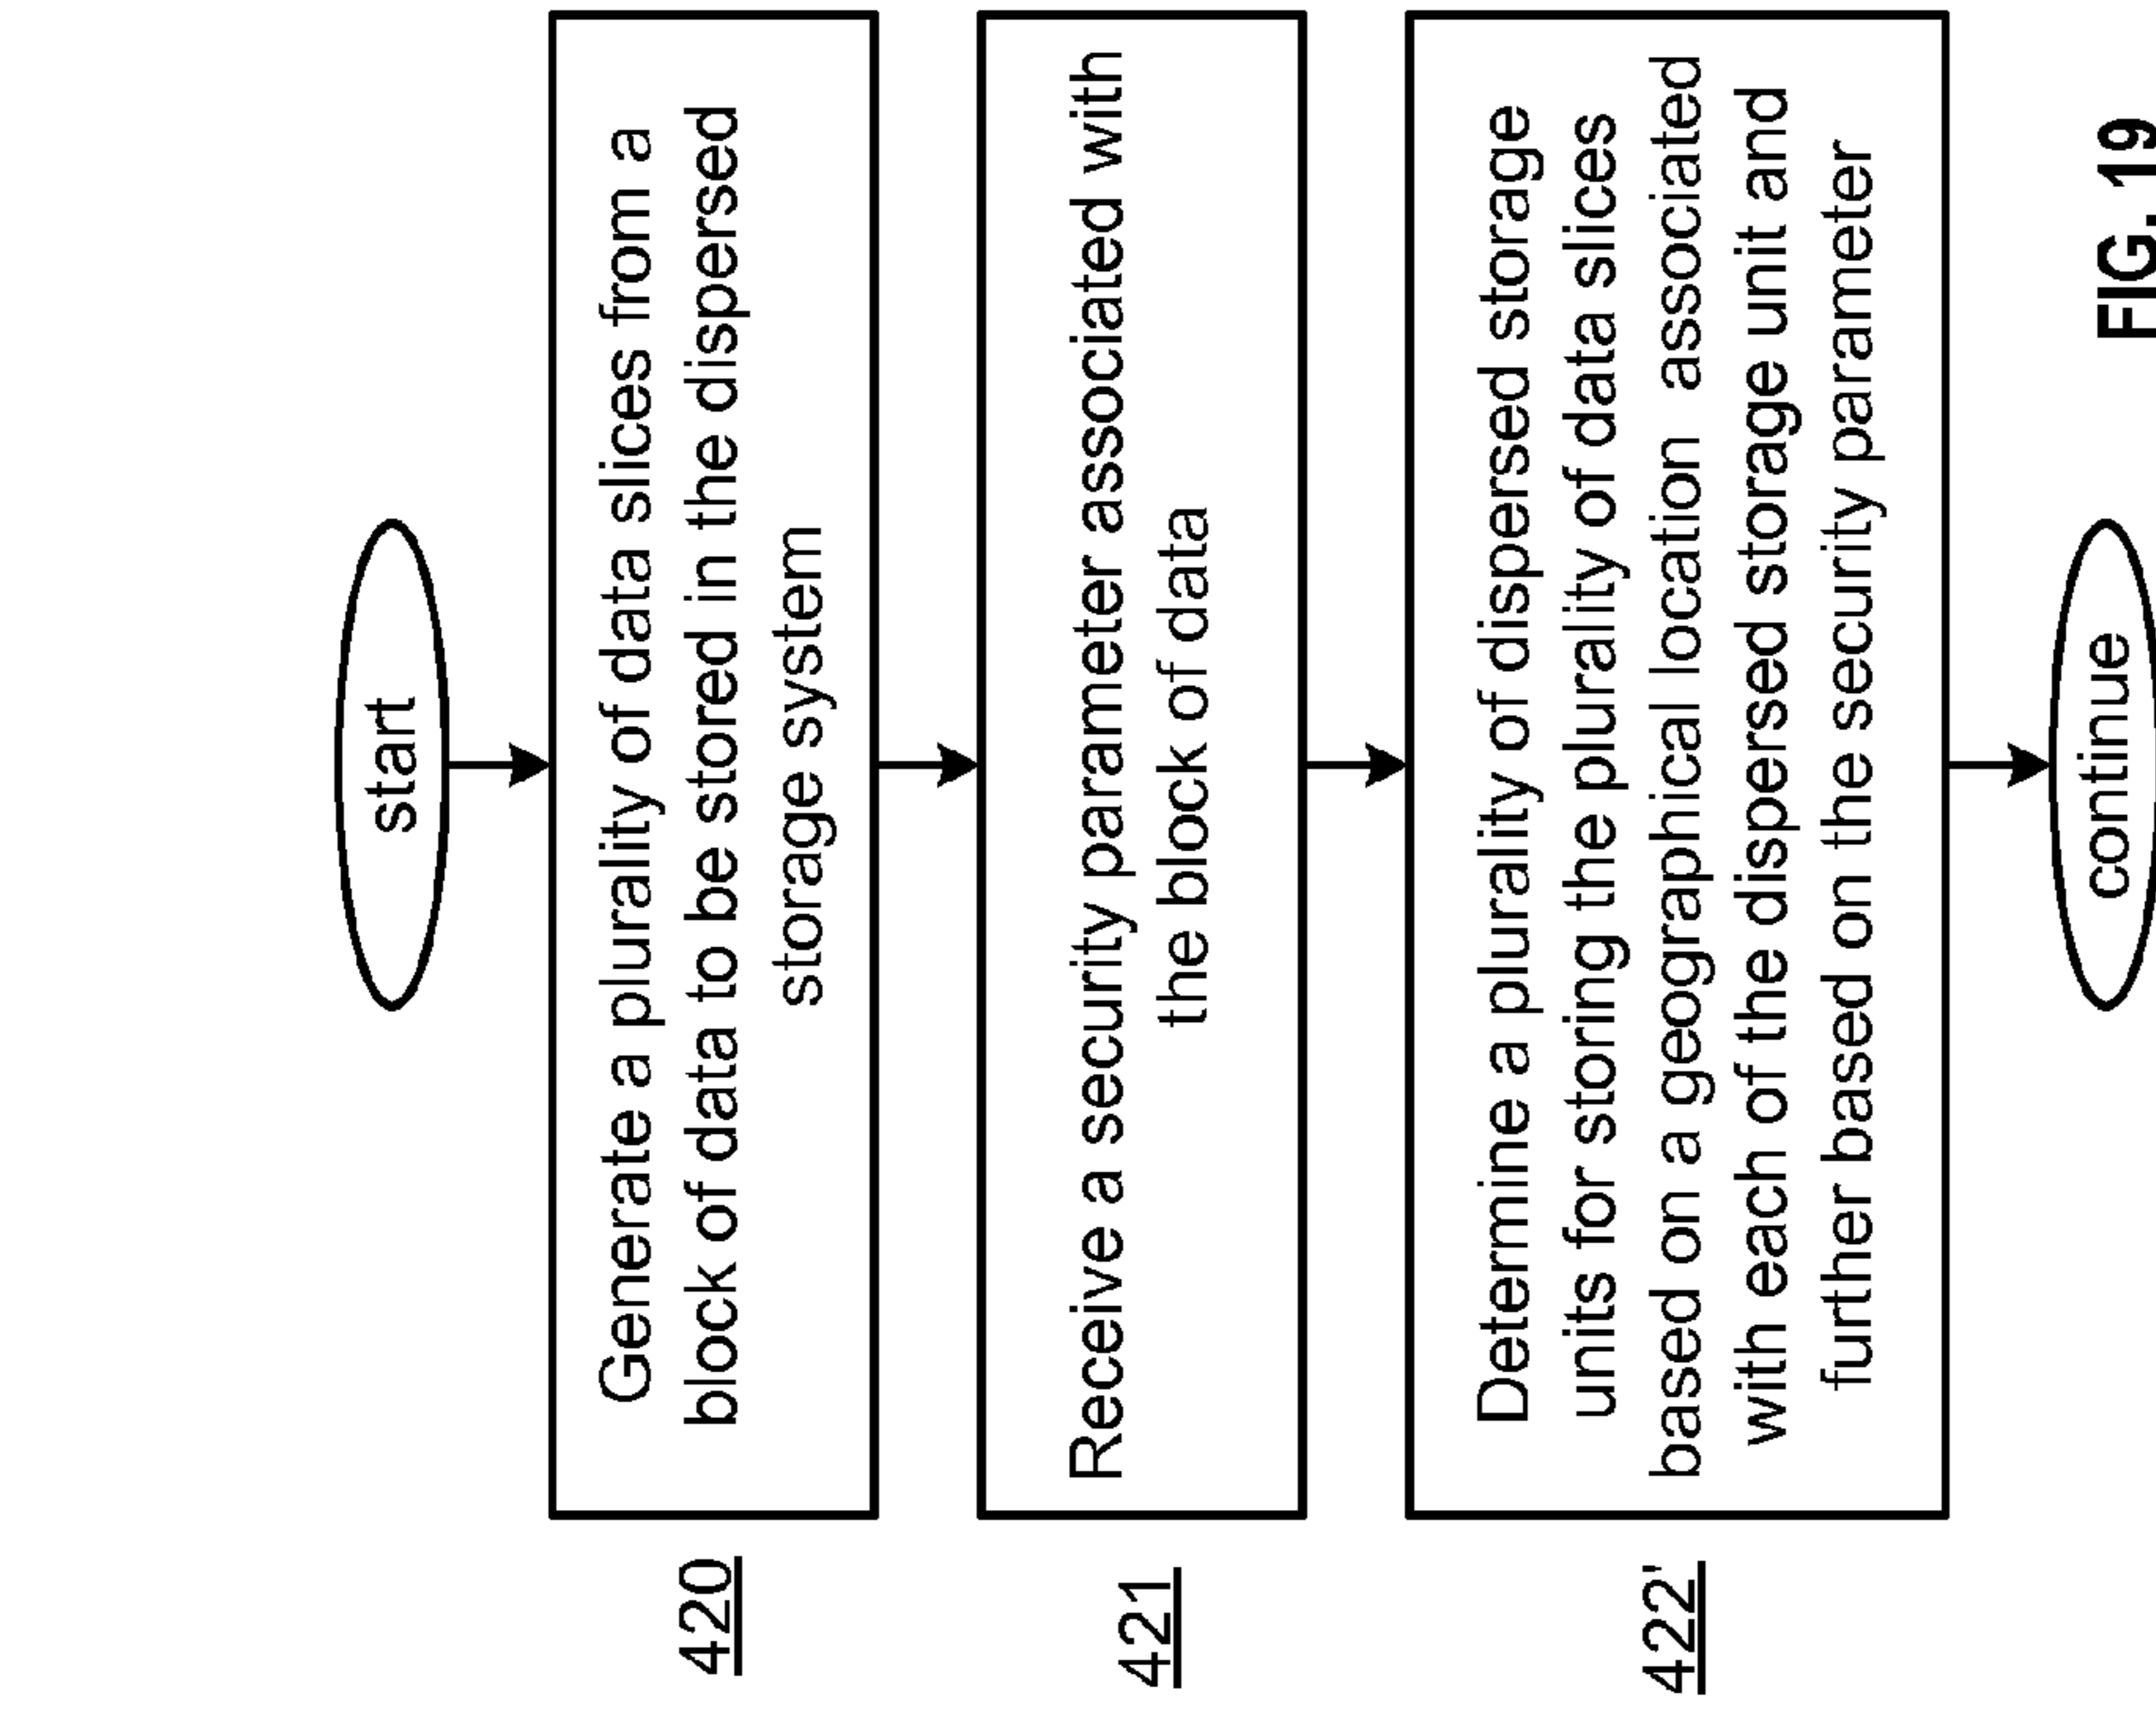 start
420
Generate a plurality of data slices from a
block of data to be stored in the dispersed
storage system
421
Receive a security parameter associated with
the block of data
422'
Determine a plurality of dispersed storage
units for storing the plurality of data slices
based on a geographical location associated
with each of the dispersed storage unit and
further based on the security parameter
continue
FIG. 19